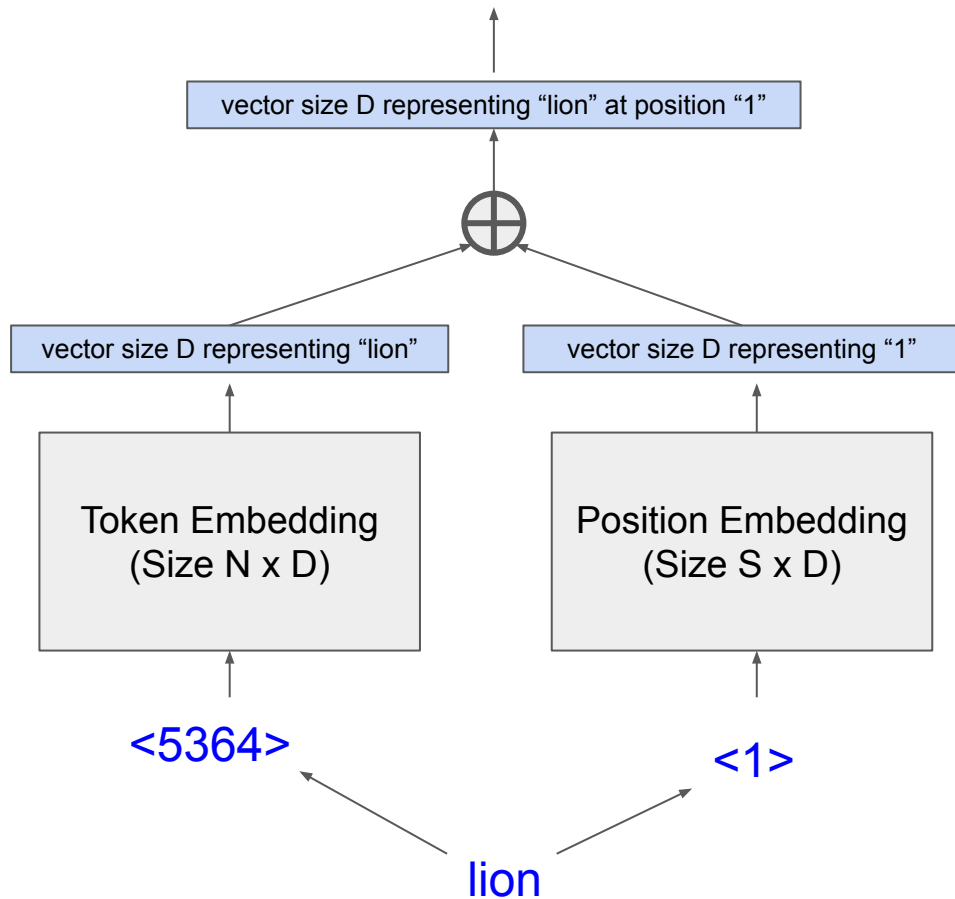 vector size D representing “lion” at position “1”
vector size D representing “lion”
vector size D representing “1”
Token Embedding
(Size N x D)
Position Embedding
(Size S x D)
<5364>
<1>
lion